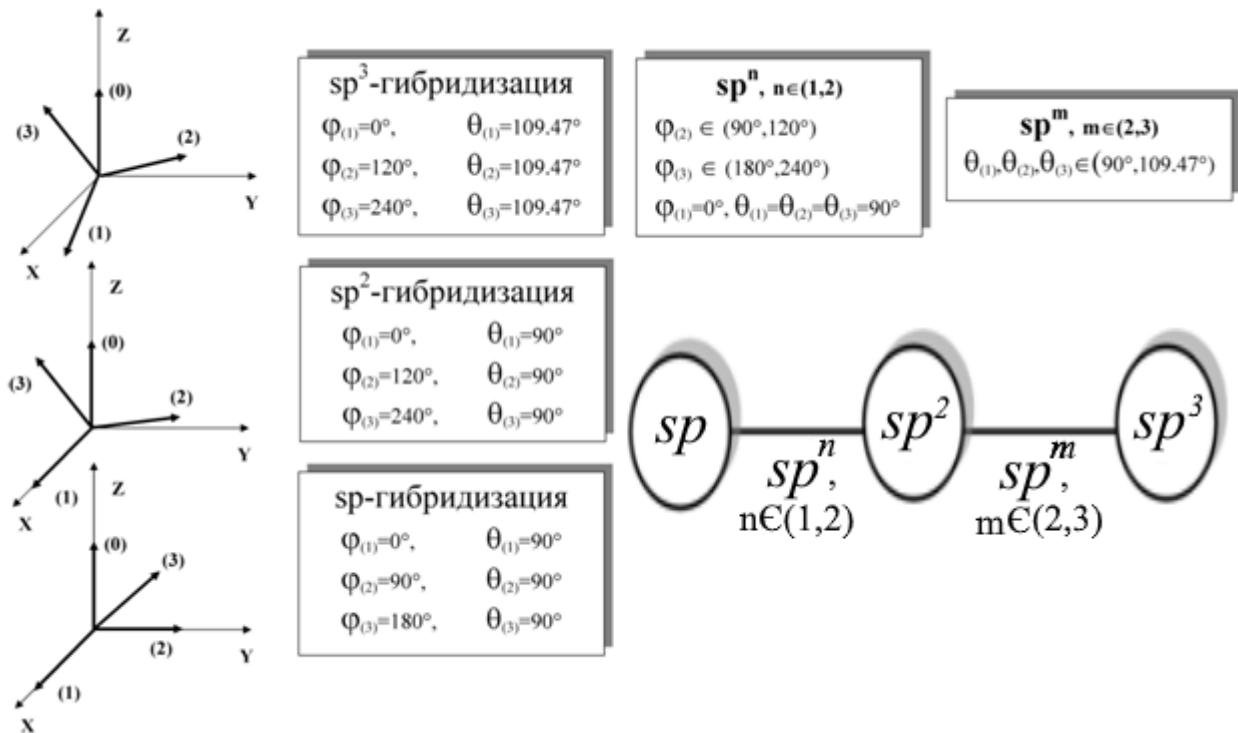 Z
(0)
(3)
(2)
Y
(1)
X
sp³-гибридизация
φ₍₁₎=0°, θ₍₁₎=109.47°
φ₍₂₎=120°, θ₍₂₎=109.47°
φ₍₃₎=240°, θ₍₃₎=109.47°
spⁿ, n∈(1,2)
φ₍₂₎ ∈ (90°,120°)
φ₍₃₎ ∈ (180°,240°)
φ₍₁₎=0°, θ₍₁₎=θ₍₂₎=θ₍₃₎=90°
spᵐ, m∈(2,3)
θ₍₁₎,θ₍₂₎,θ₍₃₎∈(90°,109.47°)
Z
(0)
(3)
(2)
Y
(1)
X
sp²-гибридизация
φ₍₁₎=0°, θ₍₁₎=90°
φ₍₂₎=120°, θ₍₂₎=90°
φ₍₃₎=240°, θ₍₃₎=90°
Z
(0)
(3)
(2)
Y
(1)
X
sp-гибридизация
φ₍₁₎=0°, θ₍₁₎=90°
φ₍₂₎=90°, θ₍₂₎=90°
φ₍₃₎=180°, θ₍₃₎=90°
sp
sp²
sp³
spⁿ,
nЄ(1,2)
spᵐ,
mЄ(2,3)